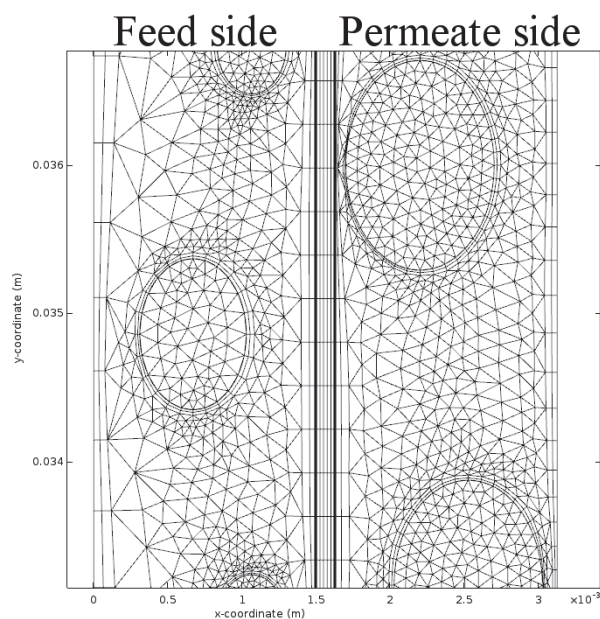 Feed side Permeate side
0.036
0.035
0.034
y-coordinate (m)
0 0.5 1 1.5 2 2.5 3 ×10⁻³
x-coordinate (m)